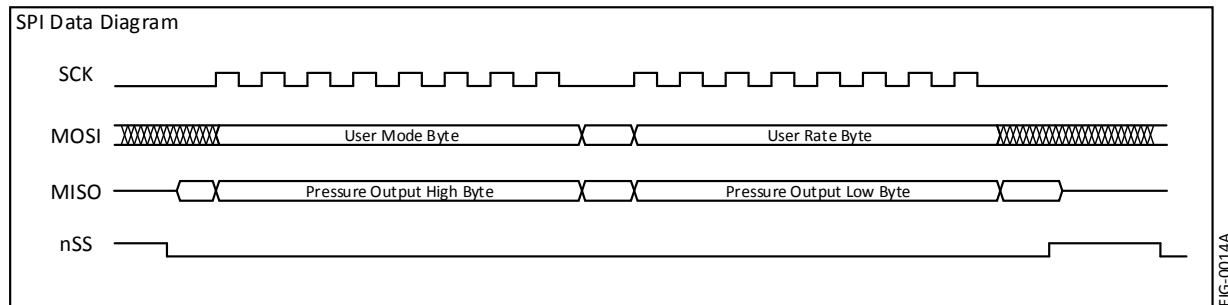 SPI Data Diagram
SCK
MOSI
User Mode Byte
User Rate Byte
MISO
Pressure Output High Byte
Pressure Output Low Byte
nSS
FIG-0014A